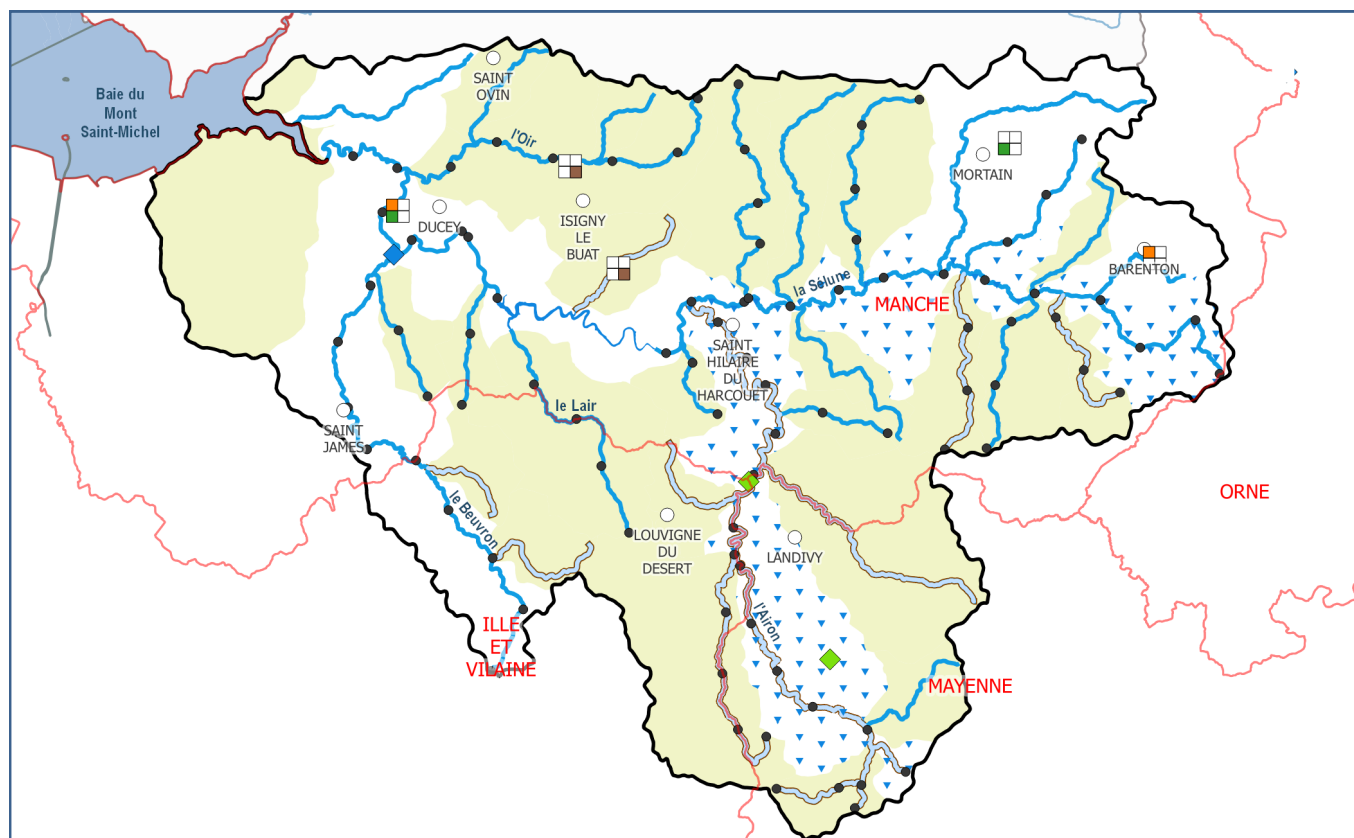 Baie du
Mont
Saint-Michel
SAINT
OVIN
l'Oir
MORTAIN
DUCEY
ISIGNY
LE
BUAT
BARENTON
la Sélune
MANCHE
SAINT
HILAIRE
DU
HARCOUET
le Lair
SAINT
JAMES
le Beuvron
LOUVIGNE
DU
DESERT
LANDIVY
ORNE
l'Airon
ILLE
ET
VILAINE
MAYENNE